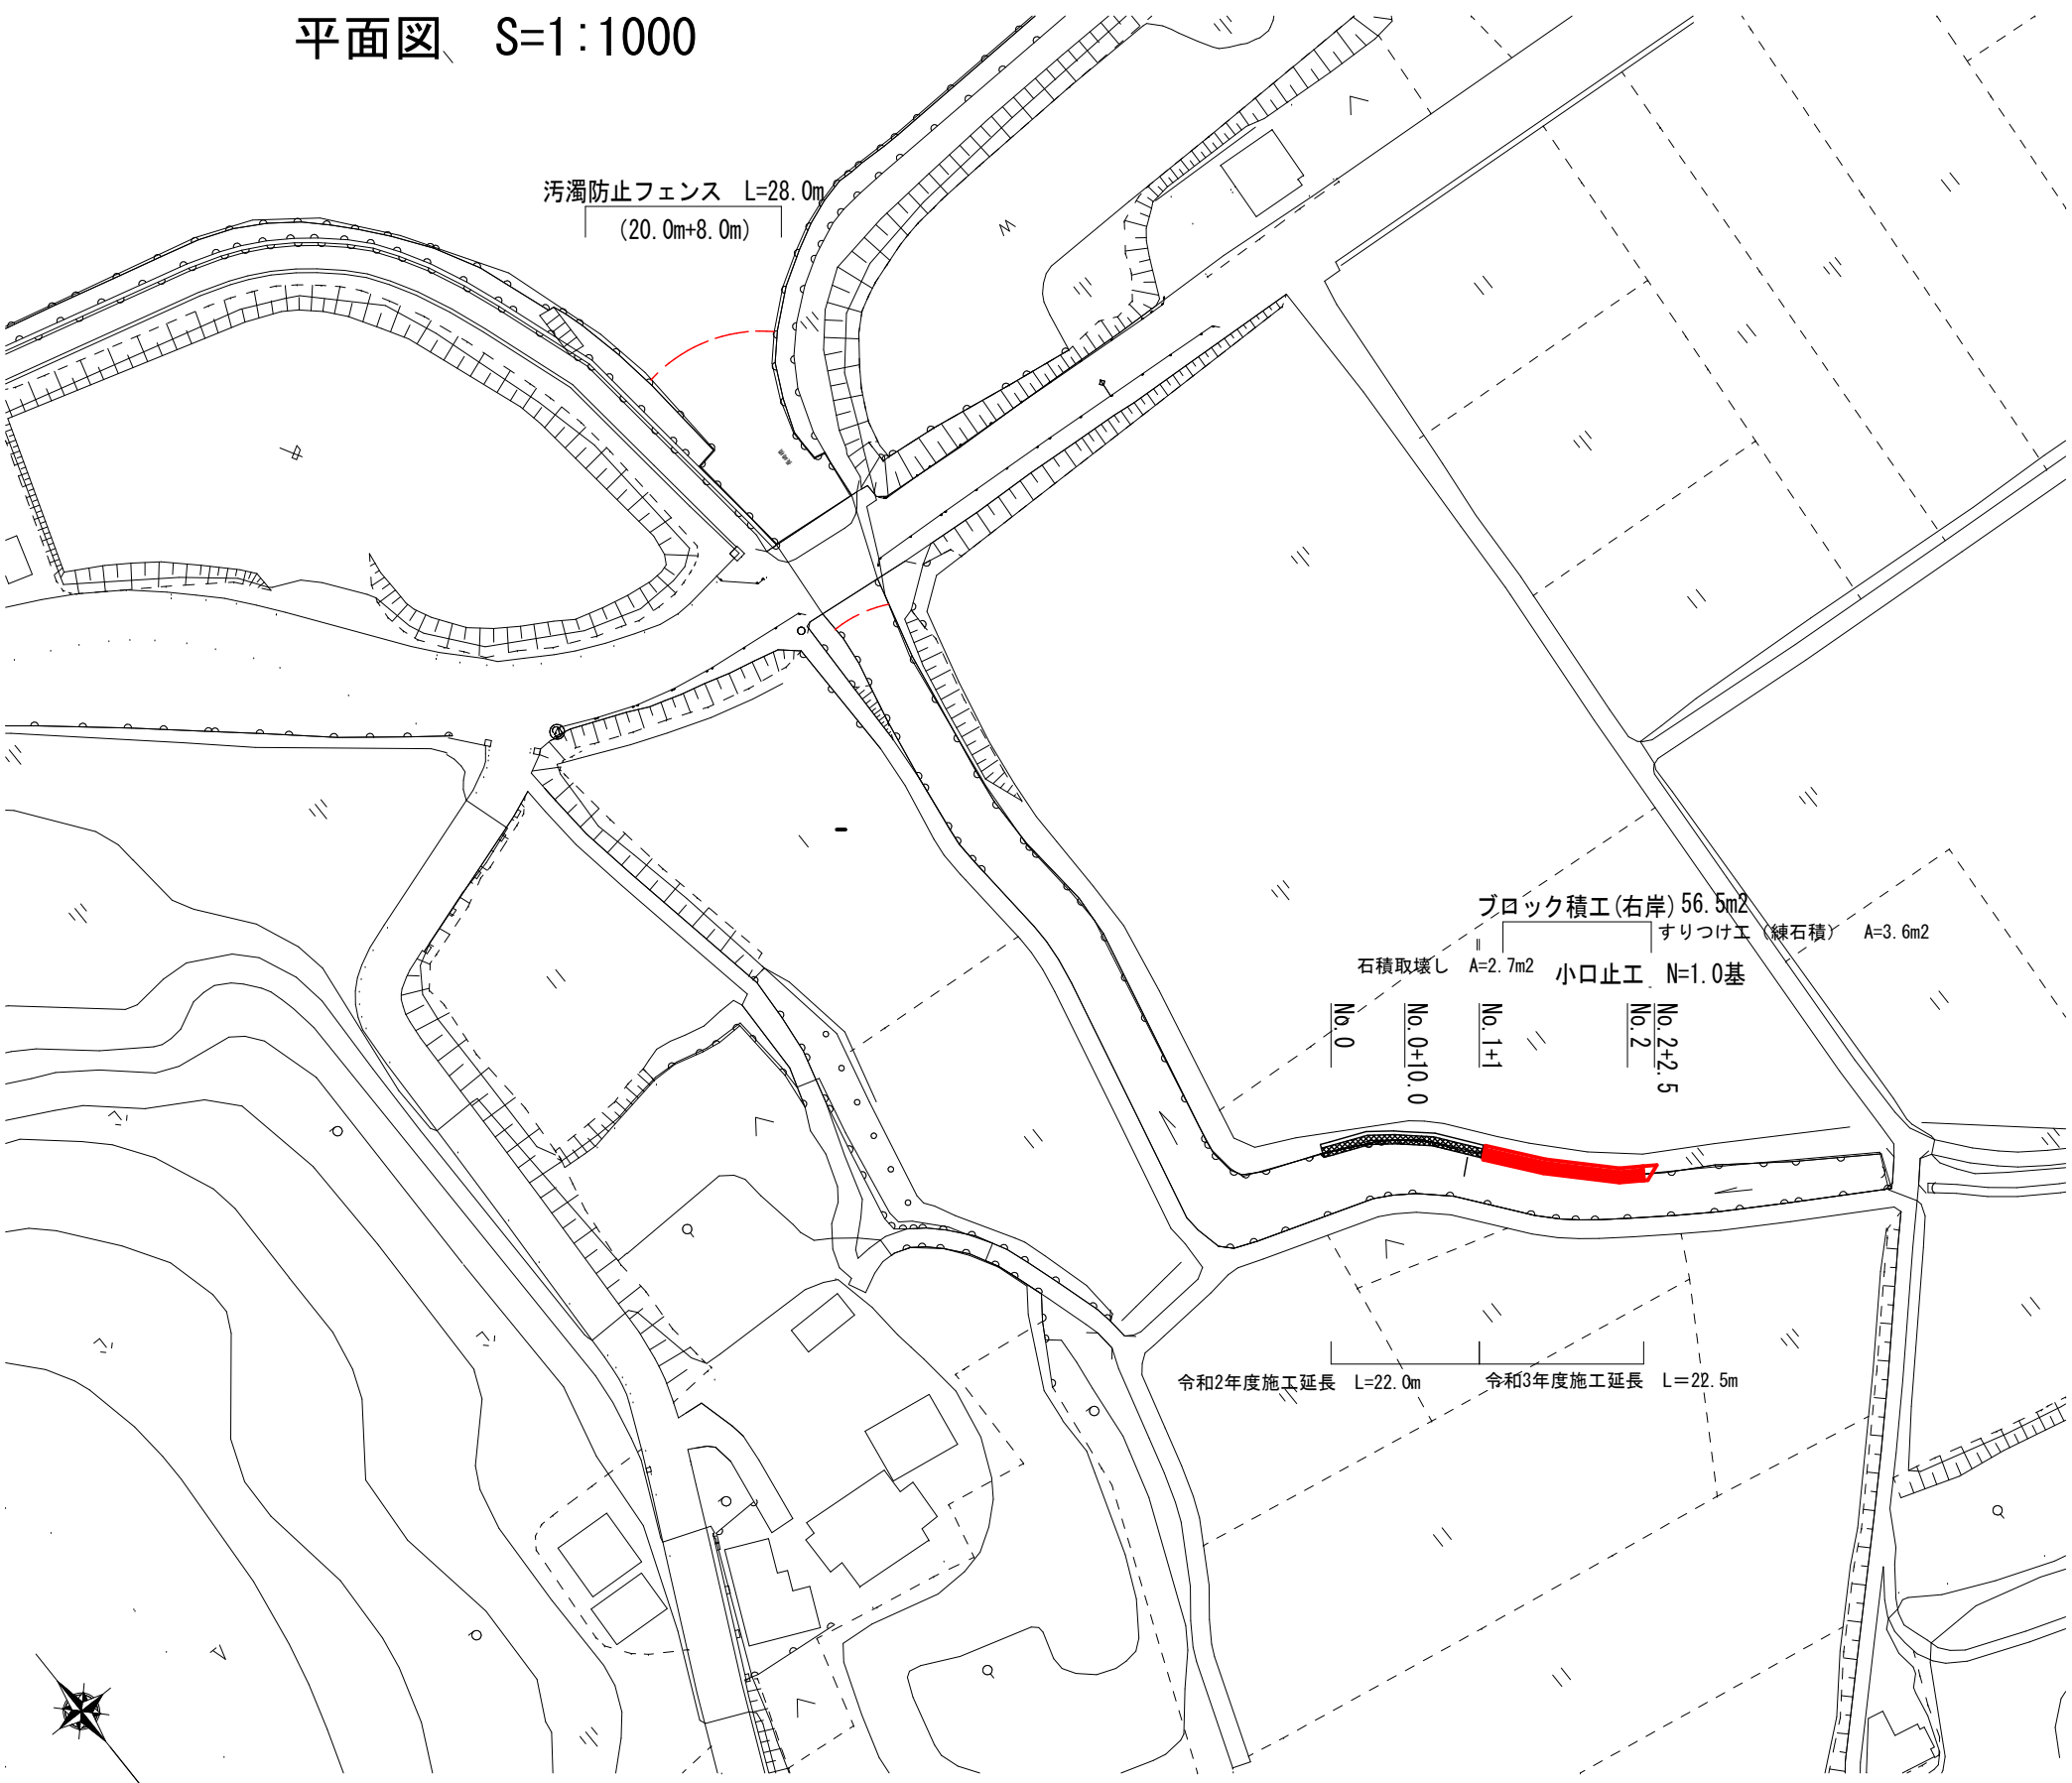 平面図 S=1:1000
汚濁防止フェンス L=28.0m
(20.0m+8.0m)
ブロック積工(右岸) 56.5m2
すりつけ工（練石積） A=3.6m2
石積取壊し A=2.7m2
小口止工 N=1.0基
No.0
No.0+10.0
No.1+1
No.2
No.2+2.5
令和2年度施工延長 L=22.0m
令和3年度施工延長 L=22.5m